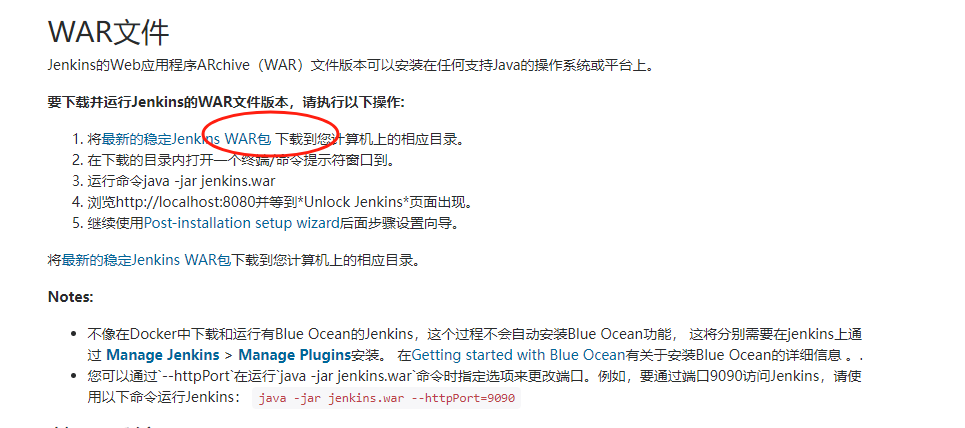 WAR文件
Jenkins的Web应用程序ARchive（WAR）文件版本可以安装在任何支持Java的操作系统或平台上。
要下载并运行Jenkins的WAR文件版本，请执行以下操作:
1. 将最新的稳定Jenkins WAR包 下载到您计算机上的相应目录。
2. 在下载的目录内打开一个终端/命令提示符窗口到。
3. 运行命令java -jar jenkins.war
4. 浏览http://localhost:8080并等到*Unlock Jenkins*页面出现。
5. 继续使用Post-installation setup wizard后面步骤设置向导。
将最新的稳定Jenkins WAR包下载到您计算机上的相应目录。
Notes:
• 不像在Docker中下载和运行有Blue Ocean的Jenkins，这个过程不会自动安装Blue Ocean功能， 这将分别需要在jenkins上通
过 Manage Jenkins > Manage Plugins安装。 在Getting started with Blue Ocean有关于安装Blue Ocean的详细信息 。.
• 您可以通过`--httpPort`在运行`java -jar jenkins.war`命令时指定选项来更改端口。例如，要通过端口9090访问Jenkins，请使
用以下命令运行Jenkins： java -jar jenkins.war --httpPort=9090